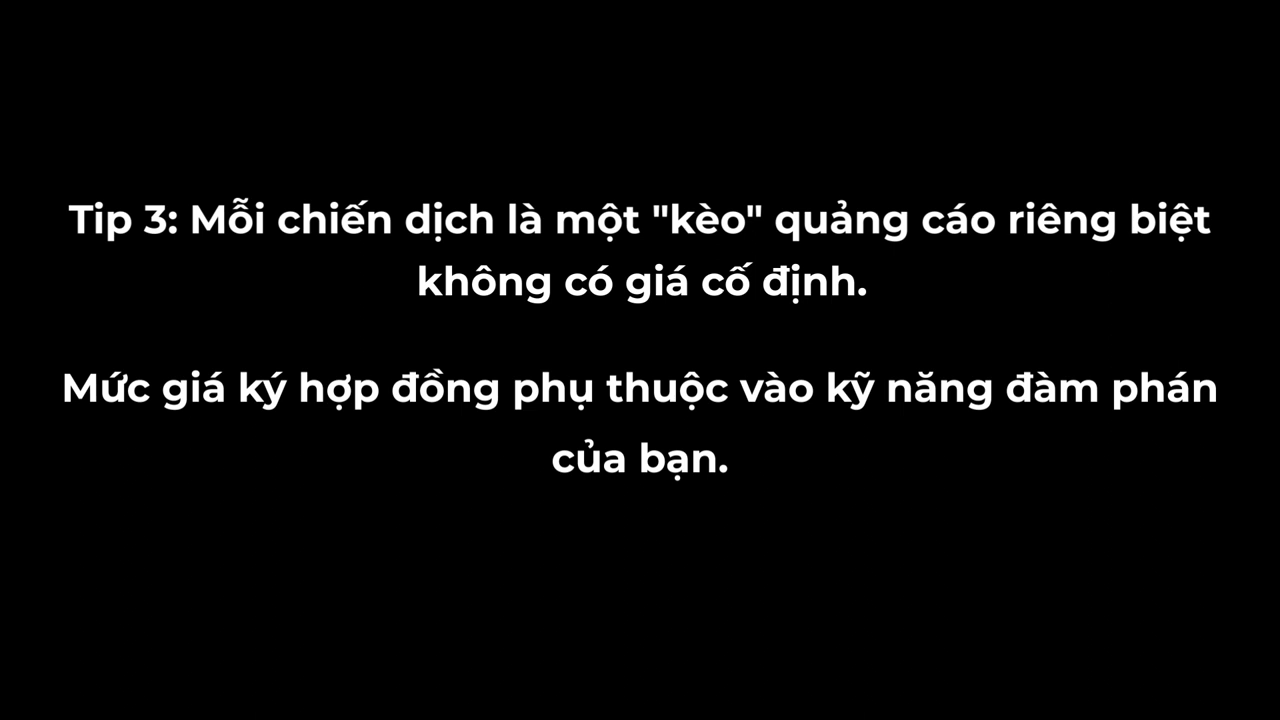 Tip 3: Mỗi chiến dịch là một "kèo" quảng cáo riêng biệt
không có giá cố định.
Mức giá ký hợp đồng phụ thuộc vào kỹ năng đàm phán
của bạn.